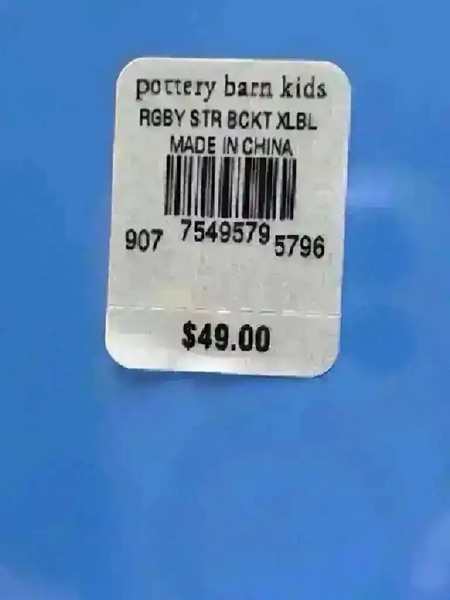 pottery barn kids
RGBY STR BCKT XLBL
MADE IN CHINA
907 7549579 5796
$49.00